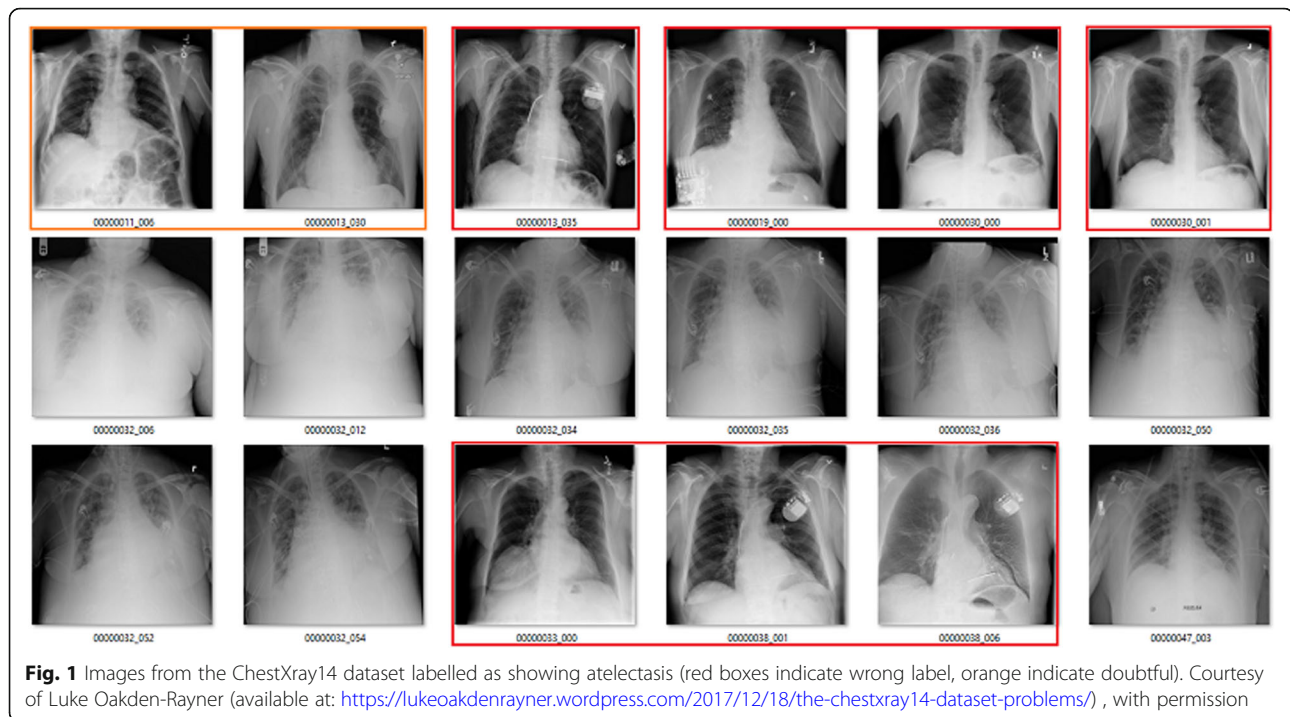 00000011_006 00000013_030 00000013_035 00000019_000 00000030_000 00000030_001
00000032_006 00000032_012 00000032_034 00000032_035 00000032_036 00000032_050
00000032_052 00000032_054 00000033_000 00000038_001 00000038_006 00000047_003
Fig. 1 Images from the ChestXray14 dataset labelled as showing atelectasis (red boxes indicate wrong label, orange indicate doubtful). Courtesy
of Luke Oakden-Rayner (available at: https://lukeoakdenrayner.wordpress.com/2017/12/18/the-chestxray14-dataset-problems/) , with permission